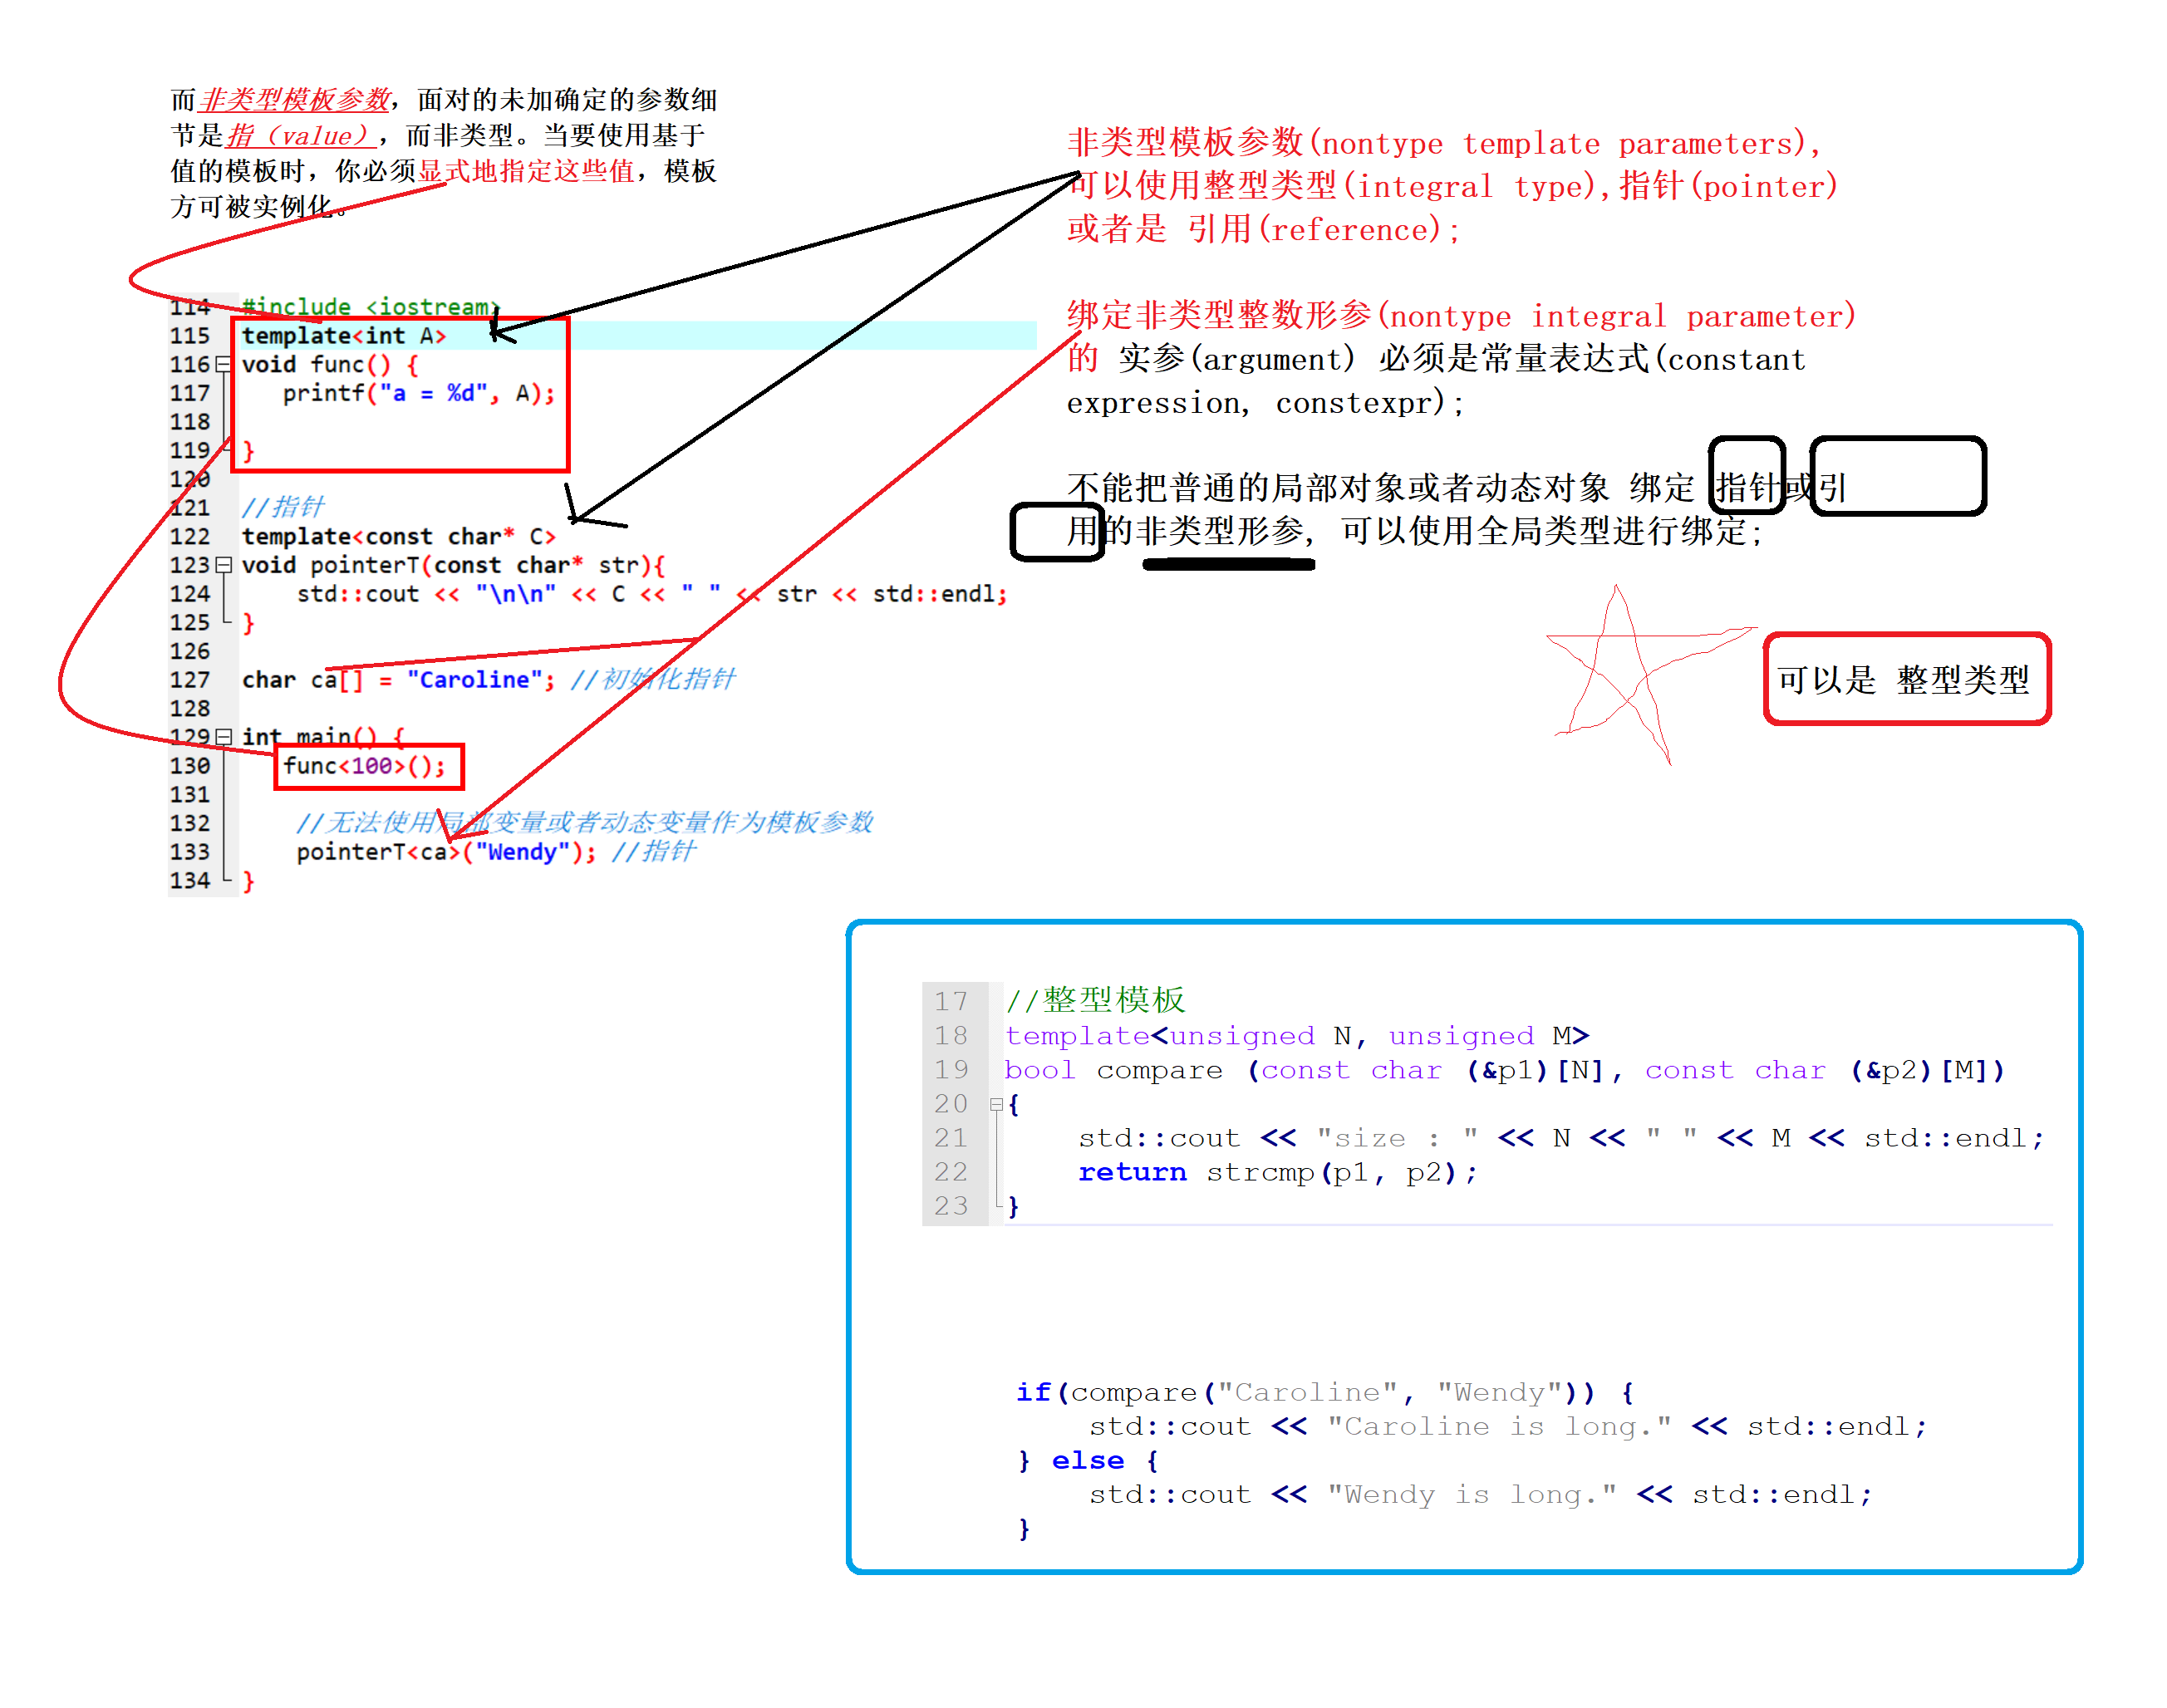 而非类型模板参数，面对的未加确定的参数细
节是指（value），而非类型。当要使用基于
值的模板时，你必须显式地指定这些值，模板
方可被实例化。
非类型模板参数(nontype template parameters),
可以使用整型类型(integral type),指针(pointer)
或者是 引用(reference);
绑定非类型整数形参(nontype integral parameter)
的 实参(argument) 必须是常量表达式(constant
expression, constexpr);
不能把普通的局部对象或者动态对象 绑定 指针或引
用的非类型形参, 可以使用全局类型进行绑定;
可以是 整型类型
114 #include <iostream>
115 template<int A>
116 void func() {
117 printf("a = %d", A);
118
119 }
120
121 //指针
122 template<const char* C>
123 void pointerT(const char* str){
124 std::cout << "\n\n" << C << " " << str << std::endl;
125 }
126
127 char ca[] = "Caroline"; //初始化指针
128
129 int main() {
130 func<100>();
131
132 //无法使用局部变量或者动态变量作为模板参数
133 pointerT<ca>("Wendy"); //指针
134 }
17 //整型模板
18 template<unsigned N, unsigned M>
19 bool compare (const char (&p1)[N], const char (&p2)[M])
20 {
21 std::cout << "size : " << N << " " << M << std::endl;
22 return strcmp(p1, p2);
23 }
if(compare("Caroline", "Wendy")) {
std::cout << "Caroline is long." << std::endl;
} else {
std::cout << "Wendy is long." << std::endl;
}